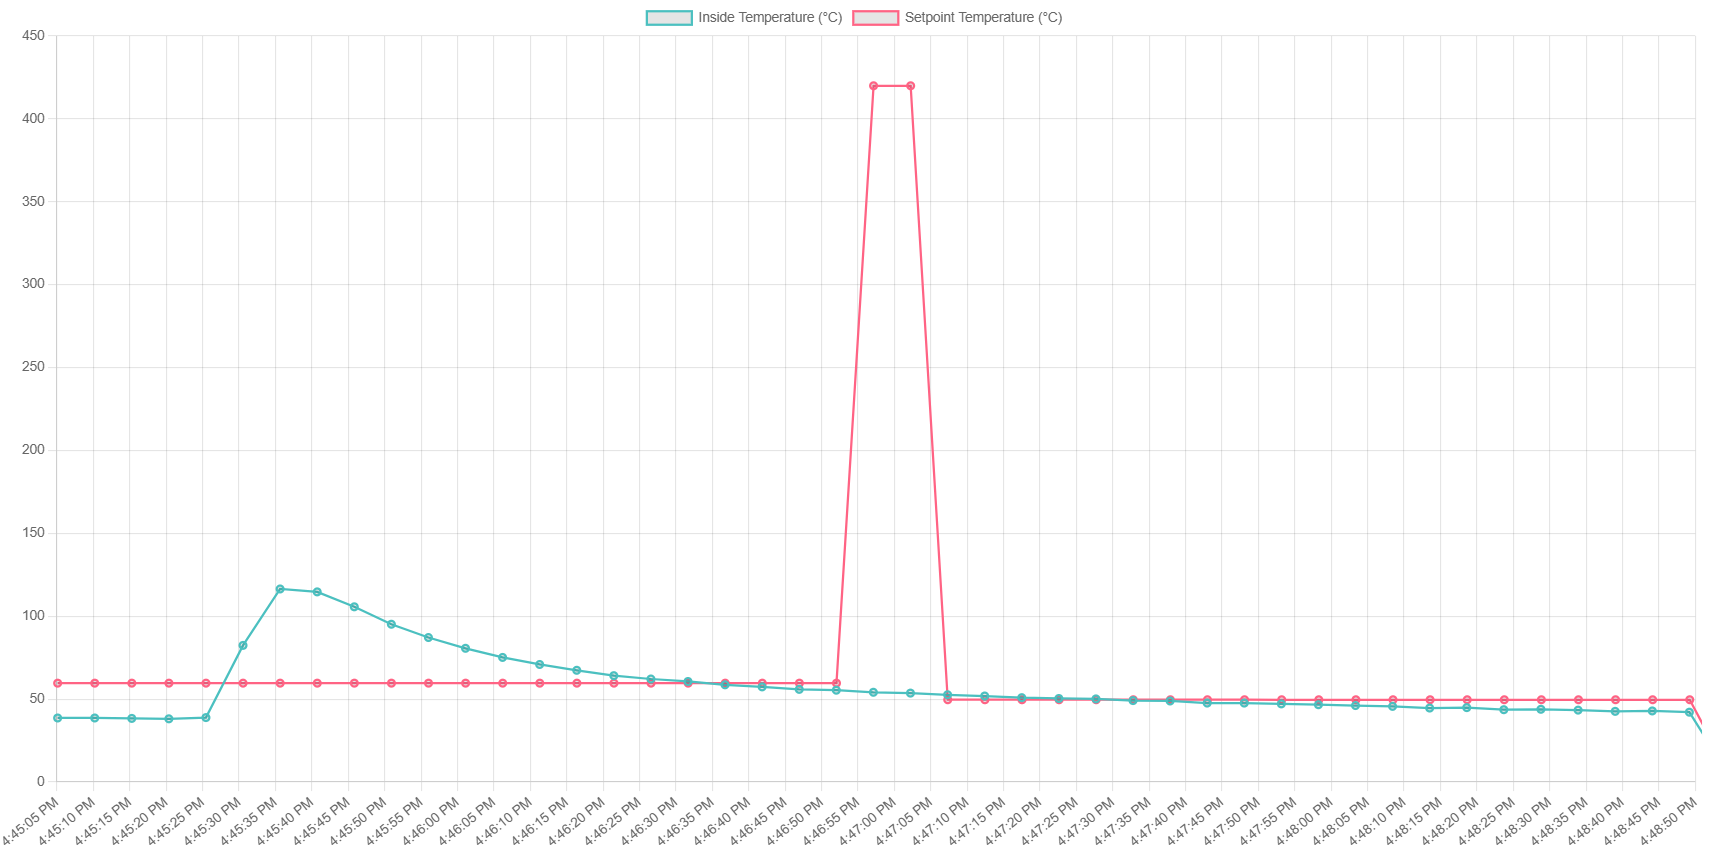 Inside Temperature (°C) Setpoint Temperature (°C)
450
400
350
300
250
200
150
100
50
0
4:45:05 PM
4:45:10 PM
4:45:15 PM
4:45:20 PM
4:45:25 PM
4:45:30 PM
4:45:35 PM
4:45:40 PM
4:45:45 PM
4:45:50 PM
4:45:55 PM
4:46:00 PM
4:46:05 PM
4:46:10 PM
4:46:15 PM
4:46:20 PM
4:46:25 PM
4:46:30 PM
4:46:35 PM
4:46:40 PM
4:46:45 PM
4:46:50 PM
4:46:55 PM
4:47:00 PM
4:47:05 PM
4:47:10 PM
4:47:15 PM
4:47:20 PM
4:47:25 PM
4:47:30 PM
4:47:35 PM
4:47:40 PM
4:47:45 PM
4:47:50 PM
4:47:55 PM
4:48:00 PM
4:48:05 PM
4:48:10 PM
4:48:15 PM
4:48:20 PM
4:48:25 PM
4:48:30 PM
4:48:35 PM
4:48:40 PM
4:48:45 PM
4:48:50 PM